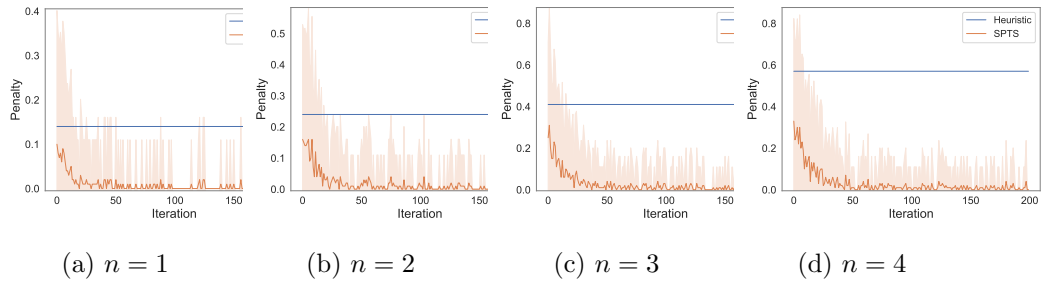 0.4
0.3
0.2
0.1
0.0
Penalty
0 50 100 150
Iteration
(a) n = 1
0.5
0.4
0.3
0.2
0.1
0.0
Penalty
0 50 100 150
Iteration
(b) n = 2
0.8
0.6
0.4
0.2
0.0
Penalty
0 50 100 150
Iteration
(c) n = 3
Heuristic
SPTS
0.8
0.6
0.4
0.2
0.0
Penalty
0 50 100 150 200
Iteration
(d) n = 4